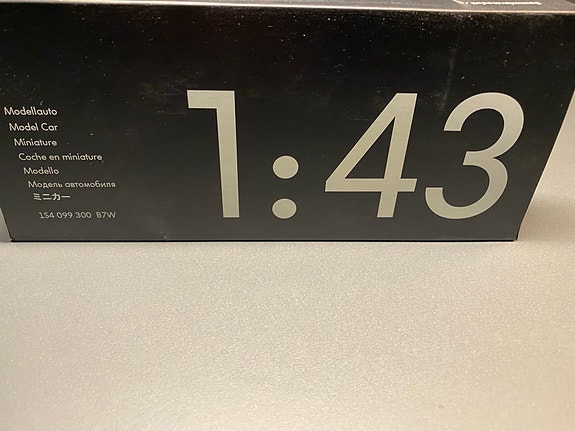 Modellauto
Model Car
Miniature
Coche en miniature
Modello
Модель автомобиля
ミニカー
1S4 099 300 B7W
1:43